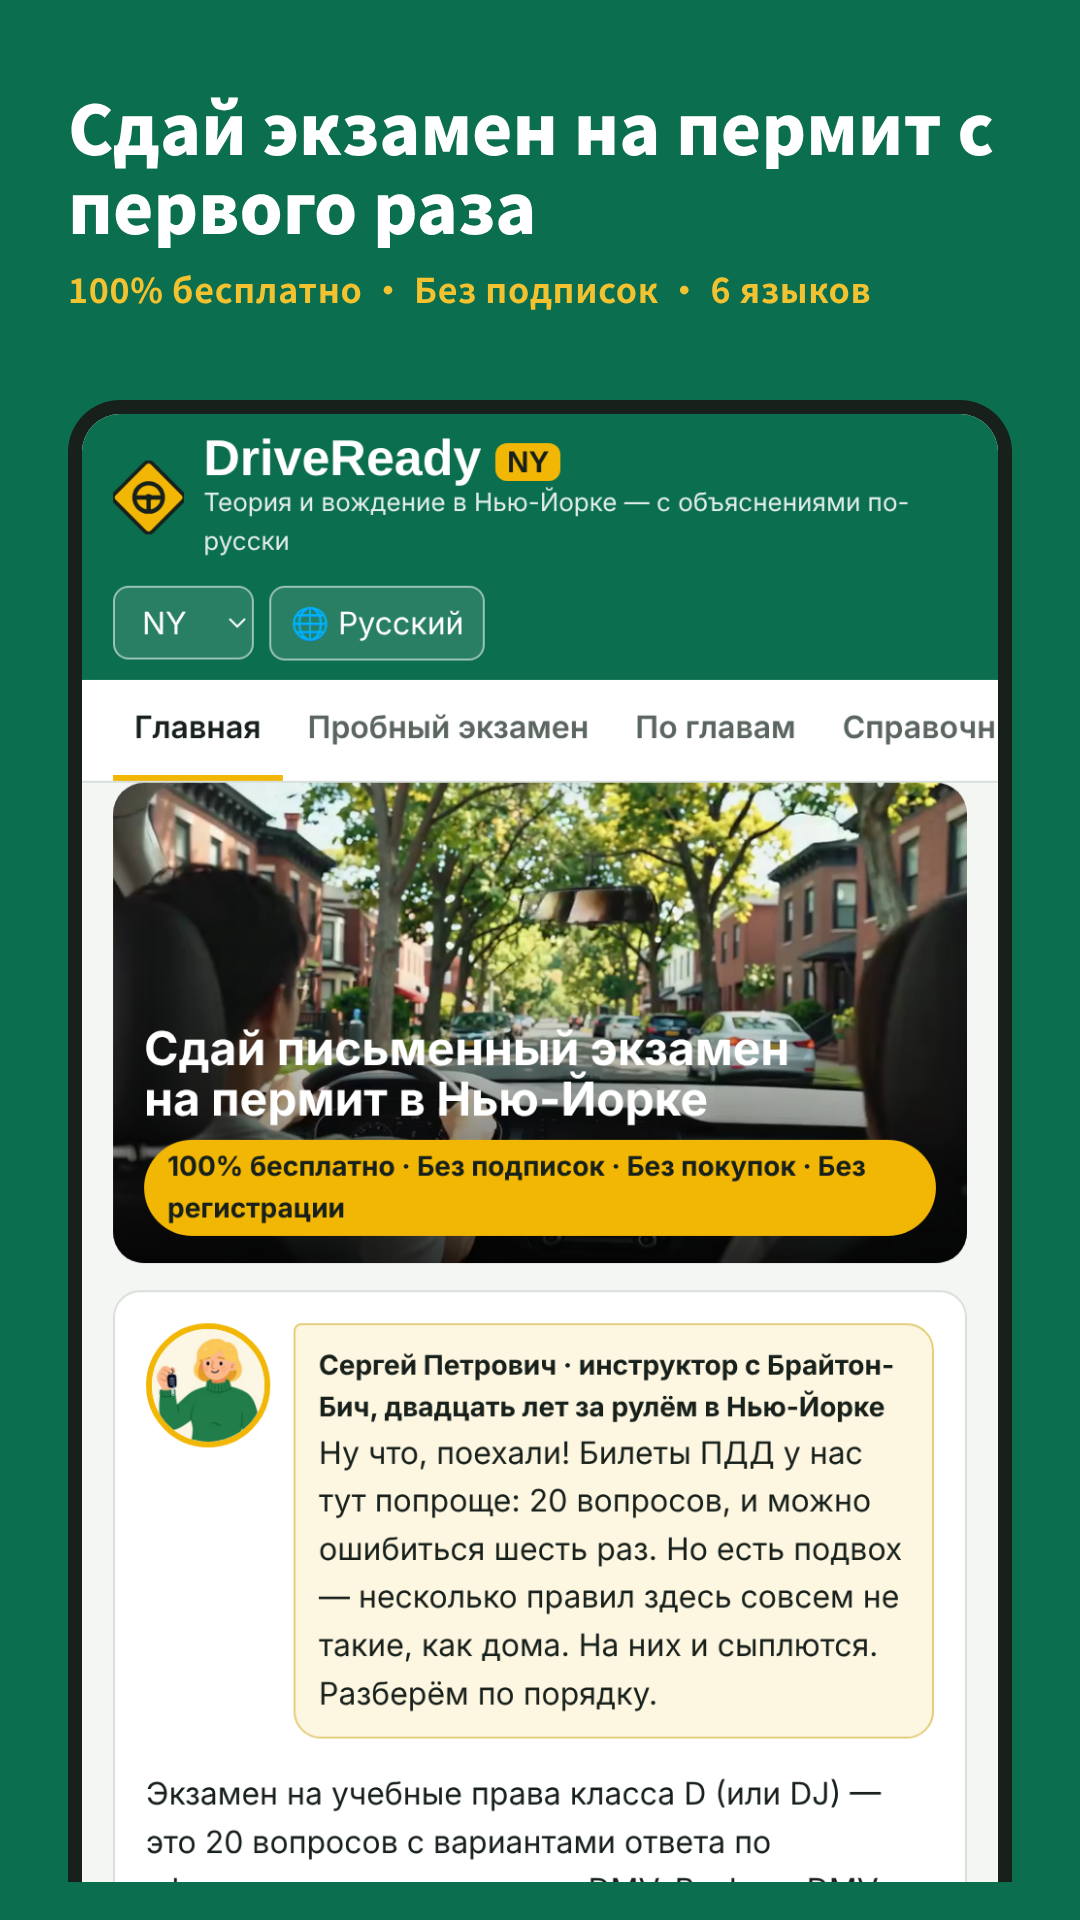 Сдай экзамен на пермит с
первого раза
100% бесплатно • Без подписок • 6 языков
DriveReady NY
Теория и вождение в Нью-Йорке — с объяснениями по-
русски
NY
Русский
Главная Пробный экзамен По главам Справочн
Сдай письменный экзамен
на пермит в Нью-Йорке
100% бесплатно · Без подписок · Без покупок · Без
регистрации
Сергей Петрович · инструктор с Брайтон-
Бич, двадцать лет за рулём в Нью-Йорке
Ну что, поехали! Билеты ПДД у нас
тут попроще: 20 вопросов, и можно
ошибиться шесть раз. Но есть подвох
— несколько правил здесь совсем не
такие, как дома. На них и сыплются.
Разберём по порядку.
Экзамен на учебные права класса D (или DJ) —
это 20 вопросов с вариантами ответа по